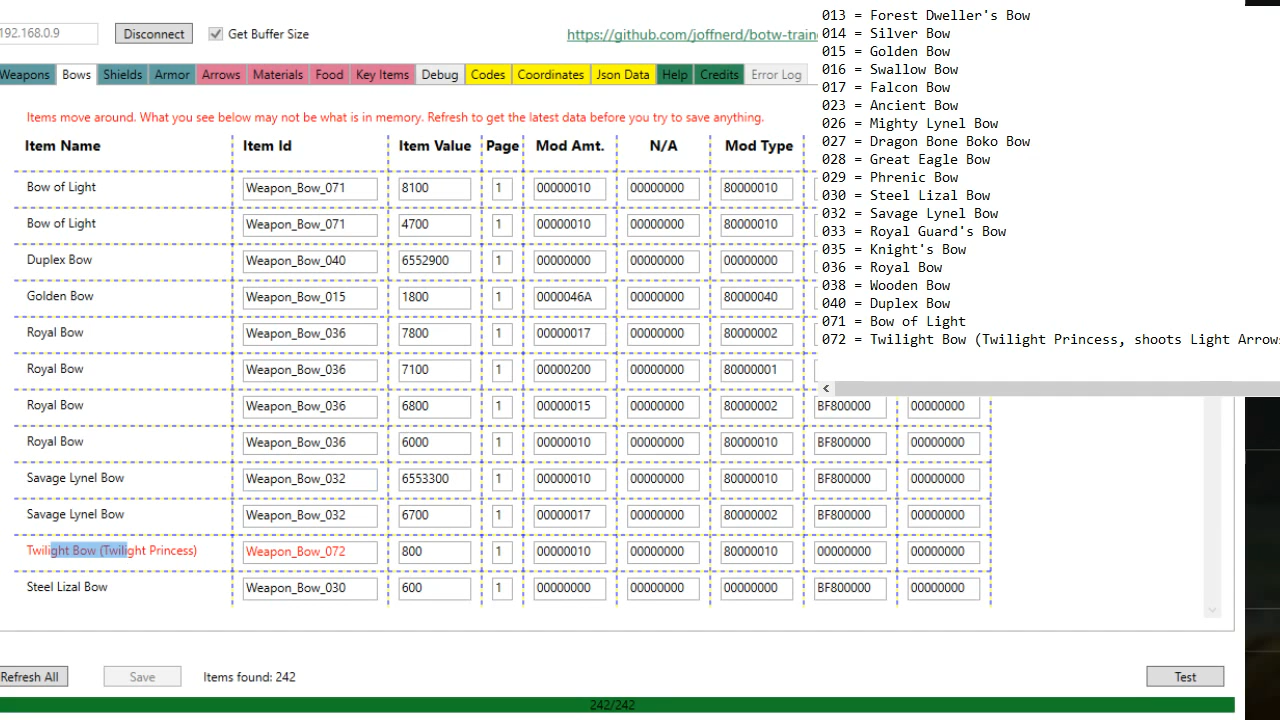 192.168.0.9 Disconnect Get Buffer Size https://github.com/joffnerd/botw-train
Weapons Bows Shields Armor Arrows Materials Food Key Items Debug Codes Coordinates Json Data Help Credits Error Log
Items move around. What you see below may not be what is in memory. Refresh to get the latest data before you try to save anything.
Item Name Item Id Item Value Page Mod Amt. N/A Mod Type
Bow of Light Weapon_Bow_071 8100 1 00000010 00000000 80000010
Bow of Light Weapon_Bow_071 4700 1 00000010 00000000 80000010
Duplex Bow Weapon_Bow_040 6552900 1 00000000 00000000 00000000
Golden Bow Weapon_Bow_015 1800 1 0000046A 00000000 80000040
Royal Bow Weapon_Bow_036 7800 1 00000017 00000000 80000002
Royal Bow Weapon_Bow_036 7100 1 00000200 00000000 80000001
Royal Bow Weapon_Bow_036 6800 1 00000015 00000000 80000002 BF800000 00000000
Royal Bow Weapon_Bow_036 6000 1 00000010 00000000 80000010 BF800000 00000000
Savage Lynel Bow Weapon_Bow_032 6553300 1 00000010 00000000 80000010 BF800000 00000000
Savage Lynel Bow Weapon_Bow_032 6700 1 00000017 00000000 80000002 BF800000 00000000
Twilight Bow (Twilight Princess) Weapon_Bow_072 800 1 00000010 00000000 80000010 00000000 00000000
Steel Lizal Bow Weapon_Bow_030 600 1 00000000 00000000 00000000 BF800000 00000000
Refresh All Save Items found: 242 Test
242/242
013 = Forest Dweller's Bow
014 = Silver Bow
015 = Golden Bow
016 = Swallow Bow
017 = Falcon Bow
023 = Ancient Bow
026 = Mighty Lynel Bow
027 = Dragon Bone Boko Bow
028 = Great Eagle Bow
029 = Phrenic Bow
030 = Steel Lizal Bow
032 = Savage Lynel Bow
033 = Royal Guard's Bow
035 = Knight's Bow
036 = Royal Bow
038 = Wooden Bow
040 = Duplex Bow
071 = Bow of Light
072 = Twilight Bow (Twilight Princess, shoots Light Arrows